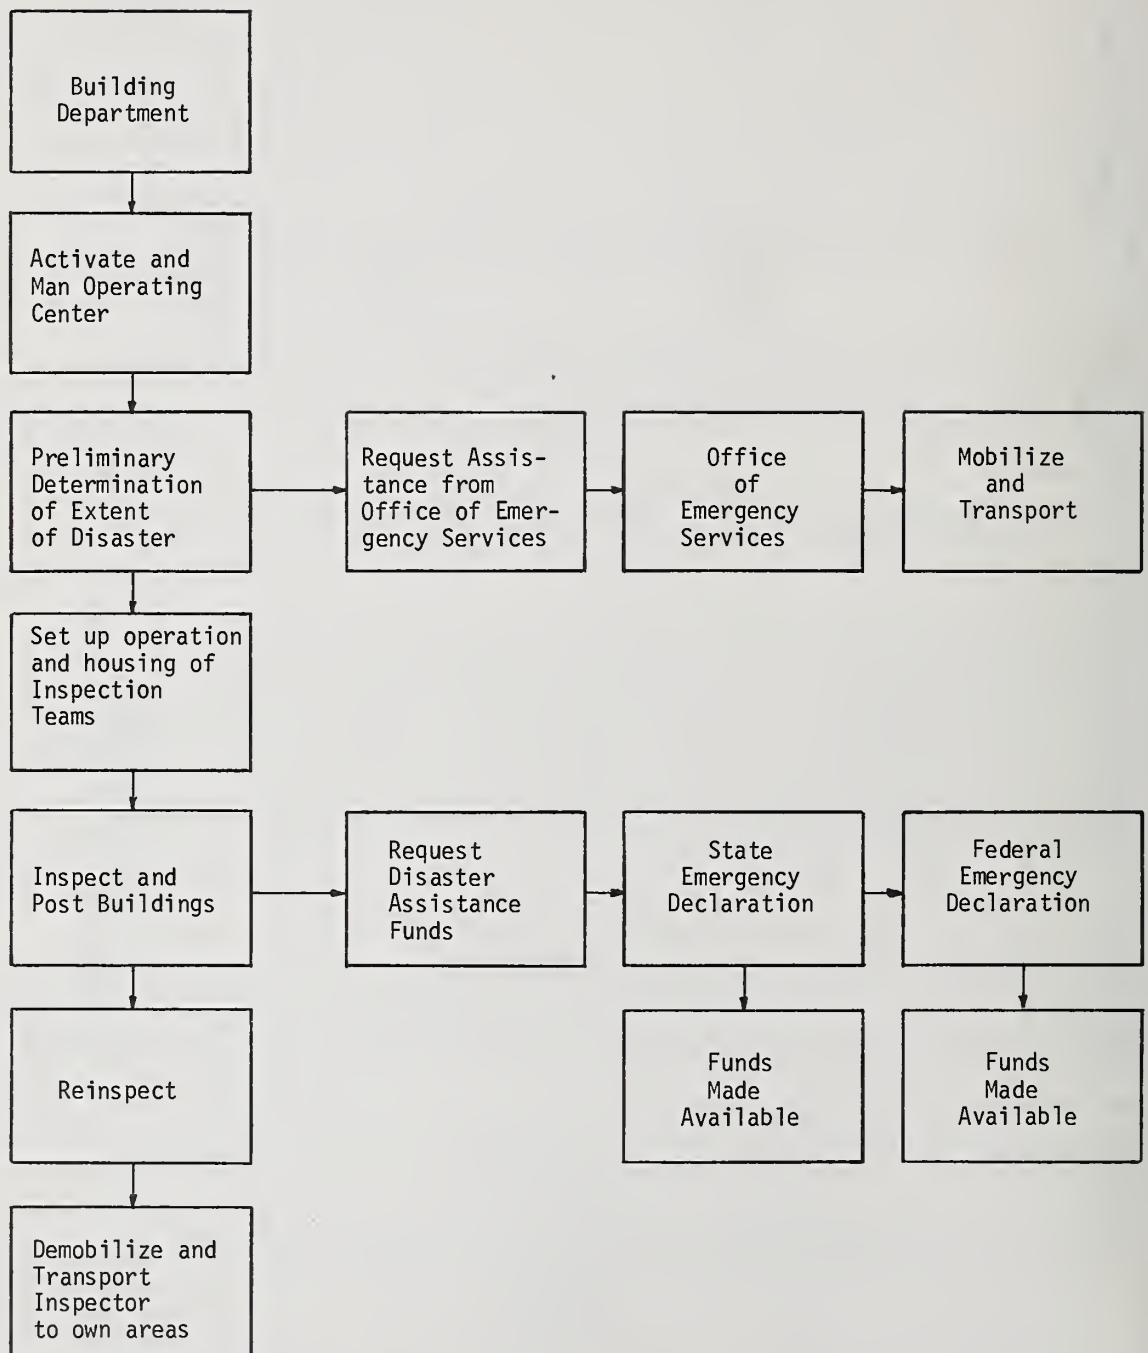 Building
Department
Activate and
Man Operating
Center
Preliminary
Determination
of Extent
of Disaster
Request Assis-
tance from
Office of Emer-
gency Services
Office
of
Emergency
Services
Mobilize
and
Transport
Set up operation
and housing of
Inspection
Teams
Inspect and
Post Buildings
Request
Disaster
Assistance
Funds
State
Emergency
Declaration
Federal
Emergency
Declaration
Reinspect
Funds
Made
Available
Funds
Made
Available
Demobilize and
Transport
Inspector
to own areas